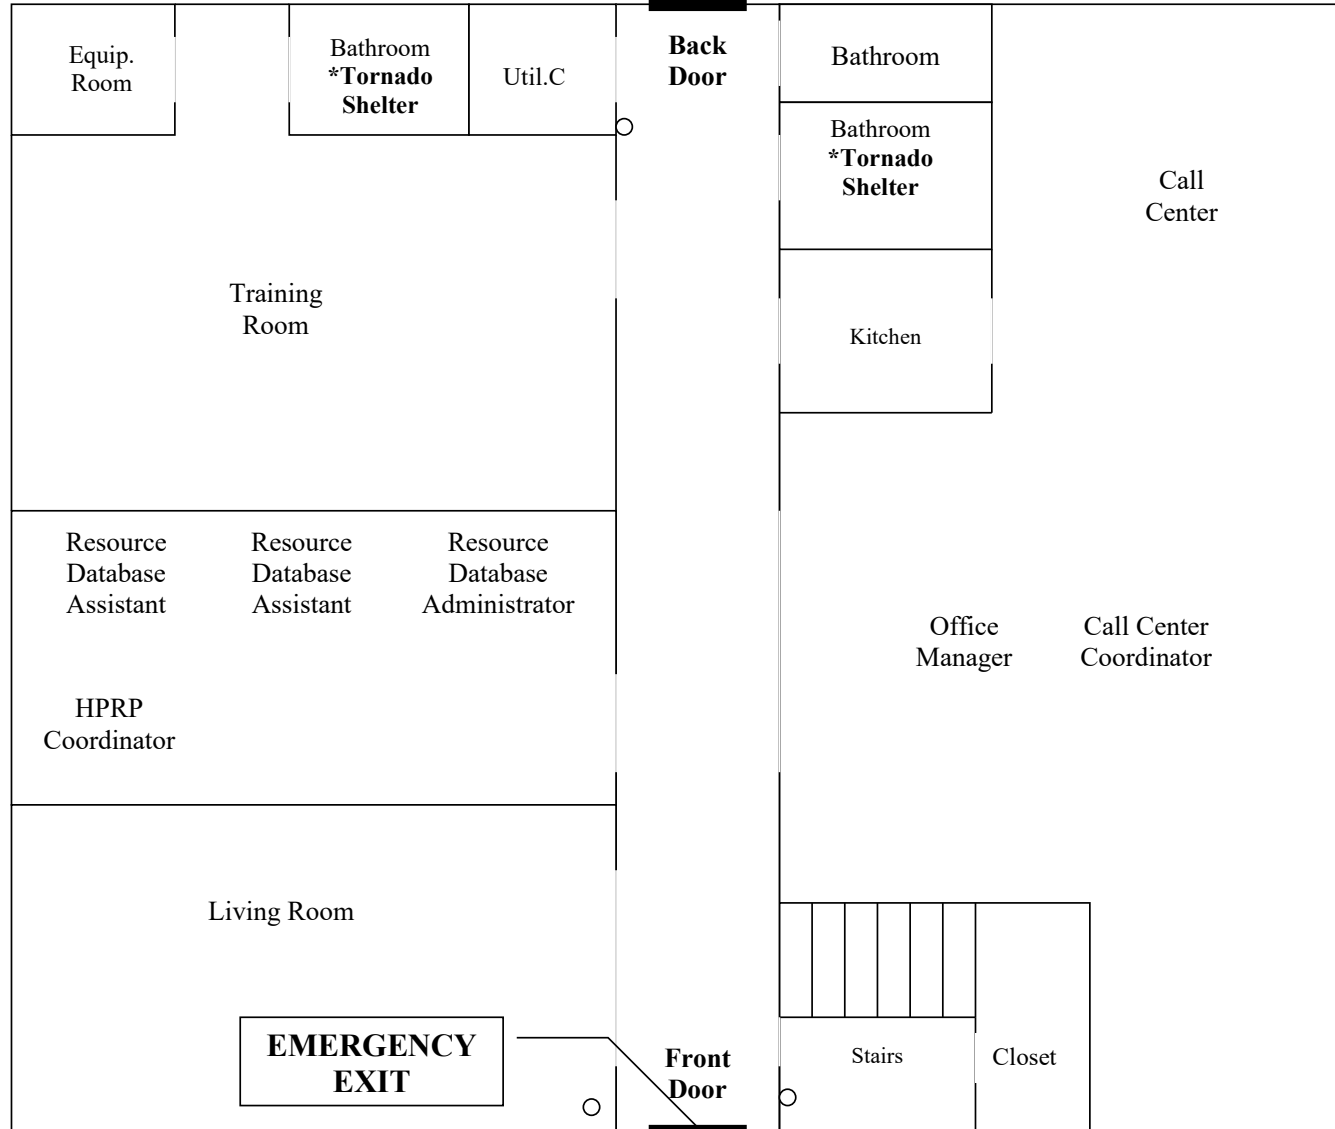 Equip.
Room
Bathroom
*Tornado
Shelter
Util.C
Back
Door
Bathroom
Bathroom
*Tornado
Shelter
Call
Center
Training
Room
Kitchen
Resource
Database
Assistant
Resource
Database
Assistant
Resource
Database
Administrator
Office
Manager
Call Center
Coordinator
HPRP
Coordinator
Living Room
EMERGENCY
EXIT
Front
Door
Stairs
Closet